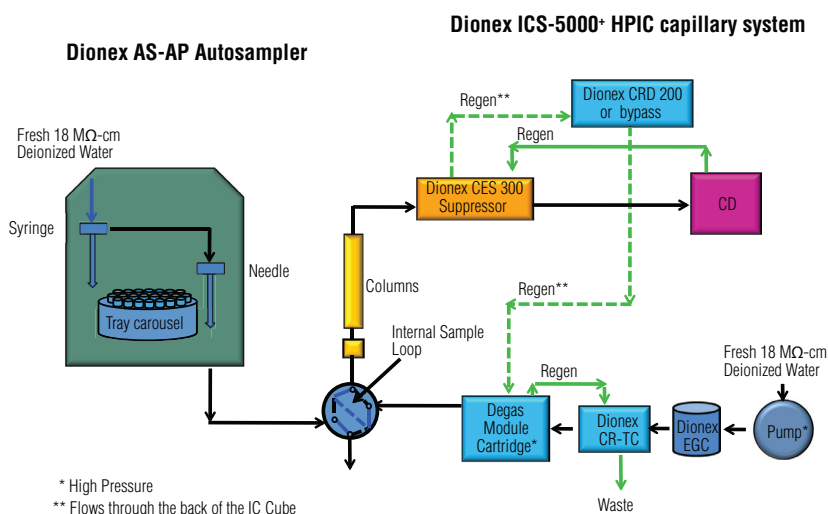 Dionex ICS-5000+ HPIC capillary system
Dionex AS-AP Autosampler
Fresh 18 MΩ-cm
Deionized Water
Syringe
Needle
Tray carousel
Regen**
Dionex CRD 200
or bypass
Regen
Dionex CES 300
Suppressor
CD
Columns
Regen**
Internal Sample
Loop
Regen
Fresh 18 MΩ-cm
Deionized Water
Degas
Module
Cartridge*
Dionex
CR-TC
Dionex
EGC
Pump*
Waste
* High Pressure
** Flows through the back of the IC Cube